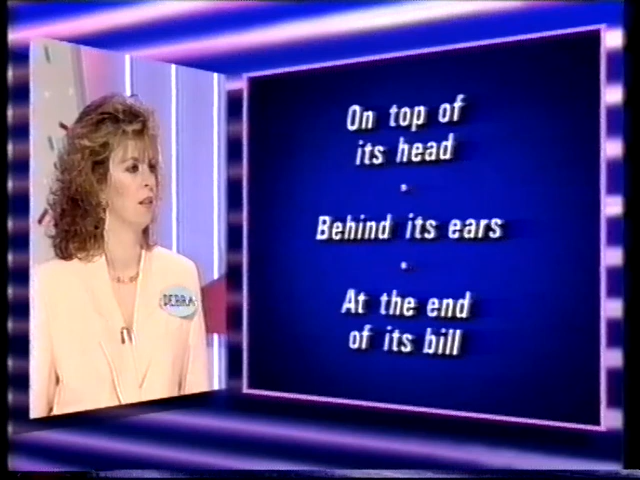 DEBRA
On top of
its head
Behind its ears
At the end
of its bill